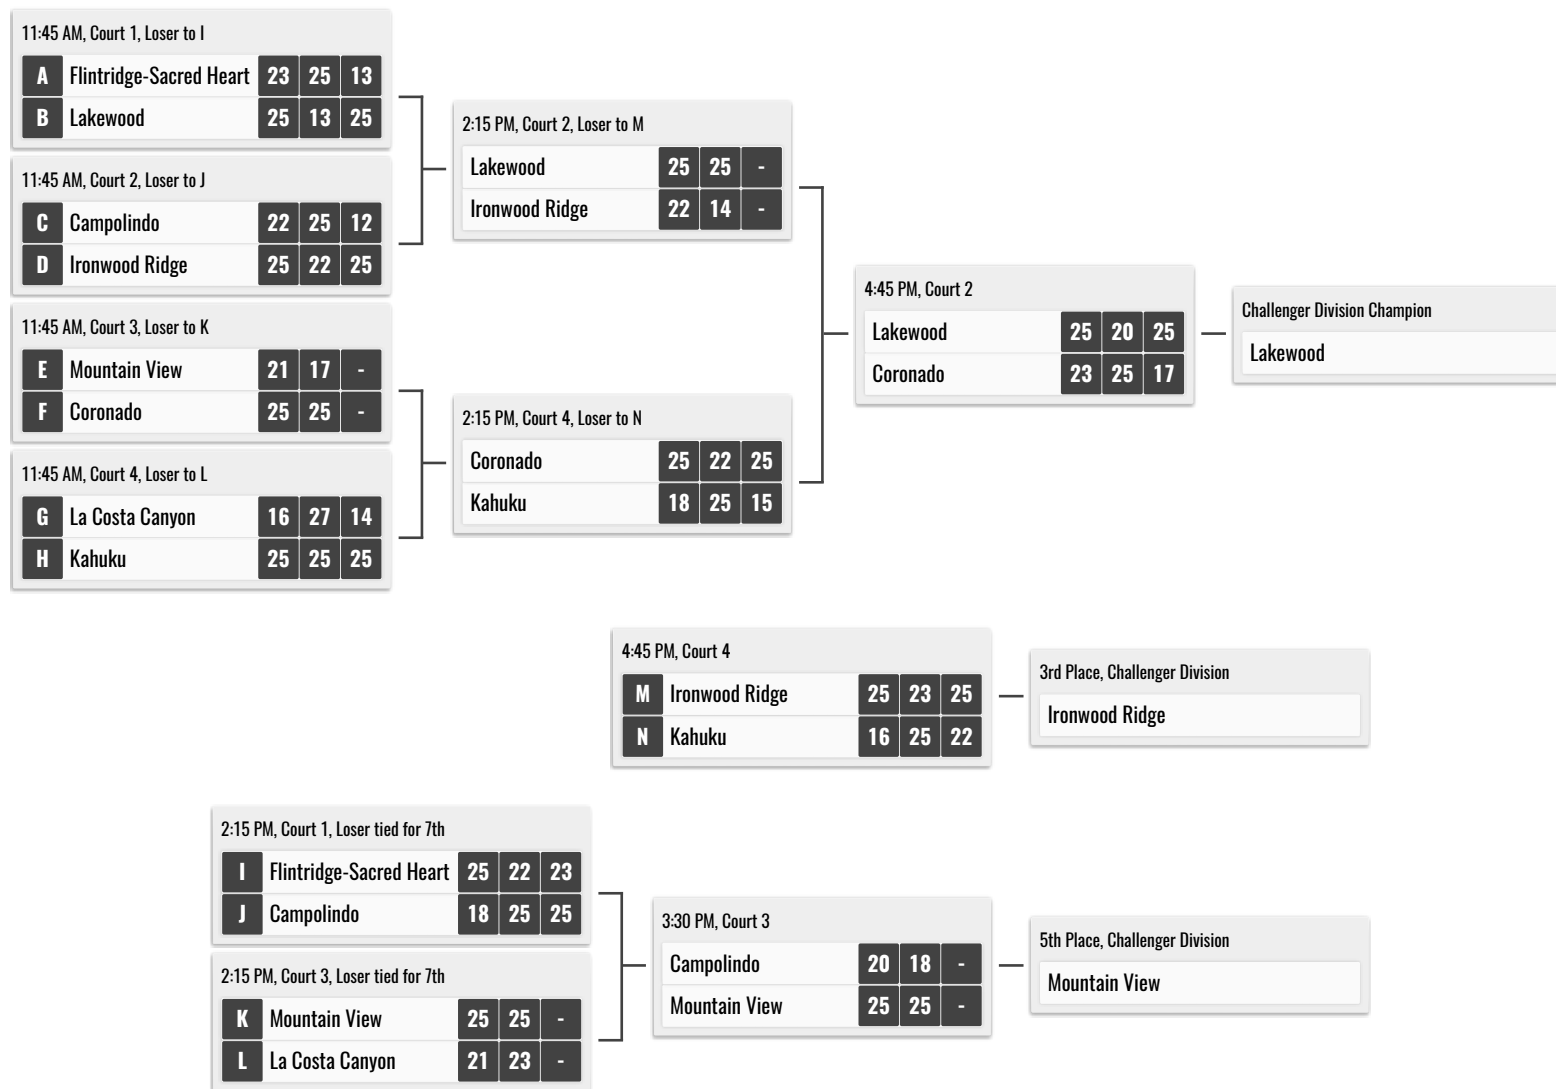 11:45 AM, Court 1, Loser to I
A Flintridge-Sacred Heart 23 25 13
B Lakewood 25 13 25
11:45 AM, Court 2, Loser to J
C Campolindo 22 25 12
D Ironwood Ridge 25 22 25
11:45 AM, Court 3, Loser to K
E Mountain View 21 17 -
F Coronado 25 25 -
11:45 AM, Court 4, Loser to L
G La Costa Canyon 16 27 14
H Kahuku 25 25 25
2:15 PM, Court 2, Loser to M
Lakewood 25 25 -
Ironwood Ridge 22 14 -
2:15 PM, Court 4, Loser to N
Coronado 25 22 25
Kahuku 18 25 15
4:45 PM, Court 2
Lakewood 25 20 25
Coronado 23 25 17
Challenger Division Champion
Lakewood
4:45 PM, Court 4
M Ironwood Ridge 25 23 25
N Kahuku 16 25 22
3rd Place, Challenger Division
Ironwood Ridge
2:15 PM, Court 1, Loser tied for 7th
I Flintridge-Sacred Heart 25 22 23
J Campolindo 18 25 25
2:15 PM, Court 3, Loser tied for 7th
K Mountain View 25 25 -
L La Costa Canyon 21 23 -
3:30 PM, Court 3
Campolindo 20 18 -
Mountain View 25 25 -
5th Place, Challenger Division
Mountain View